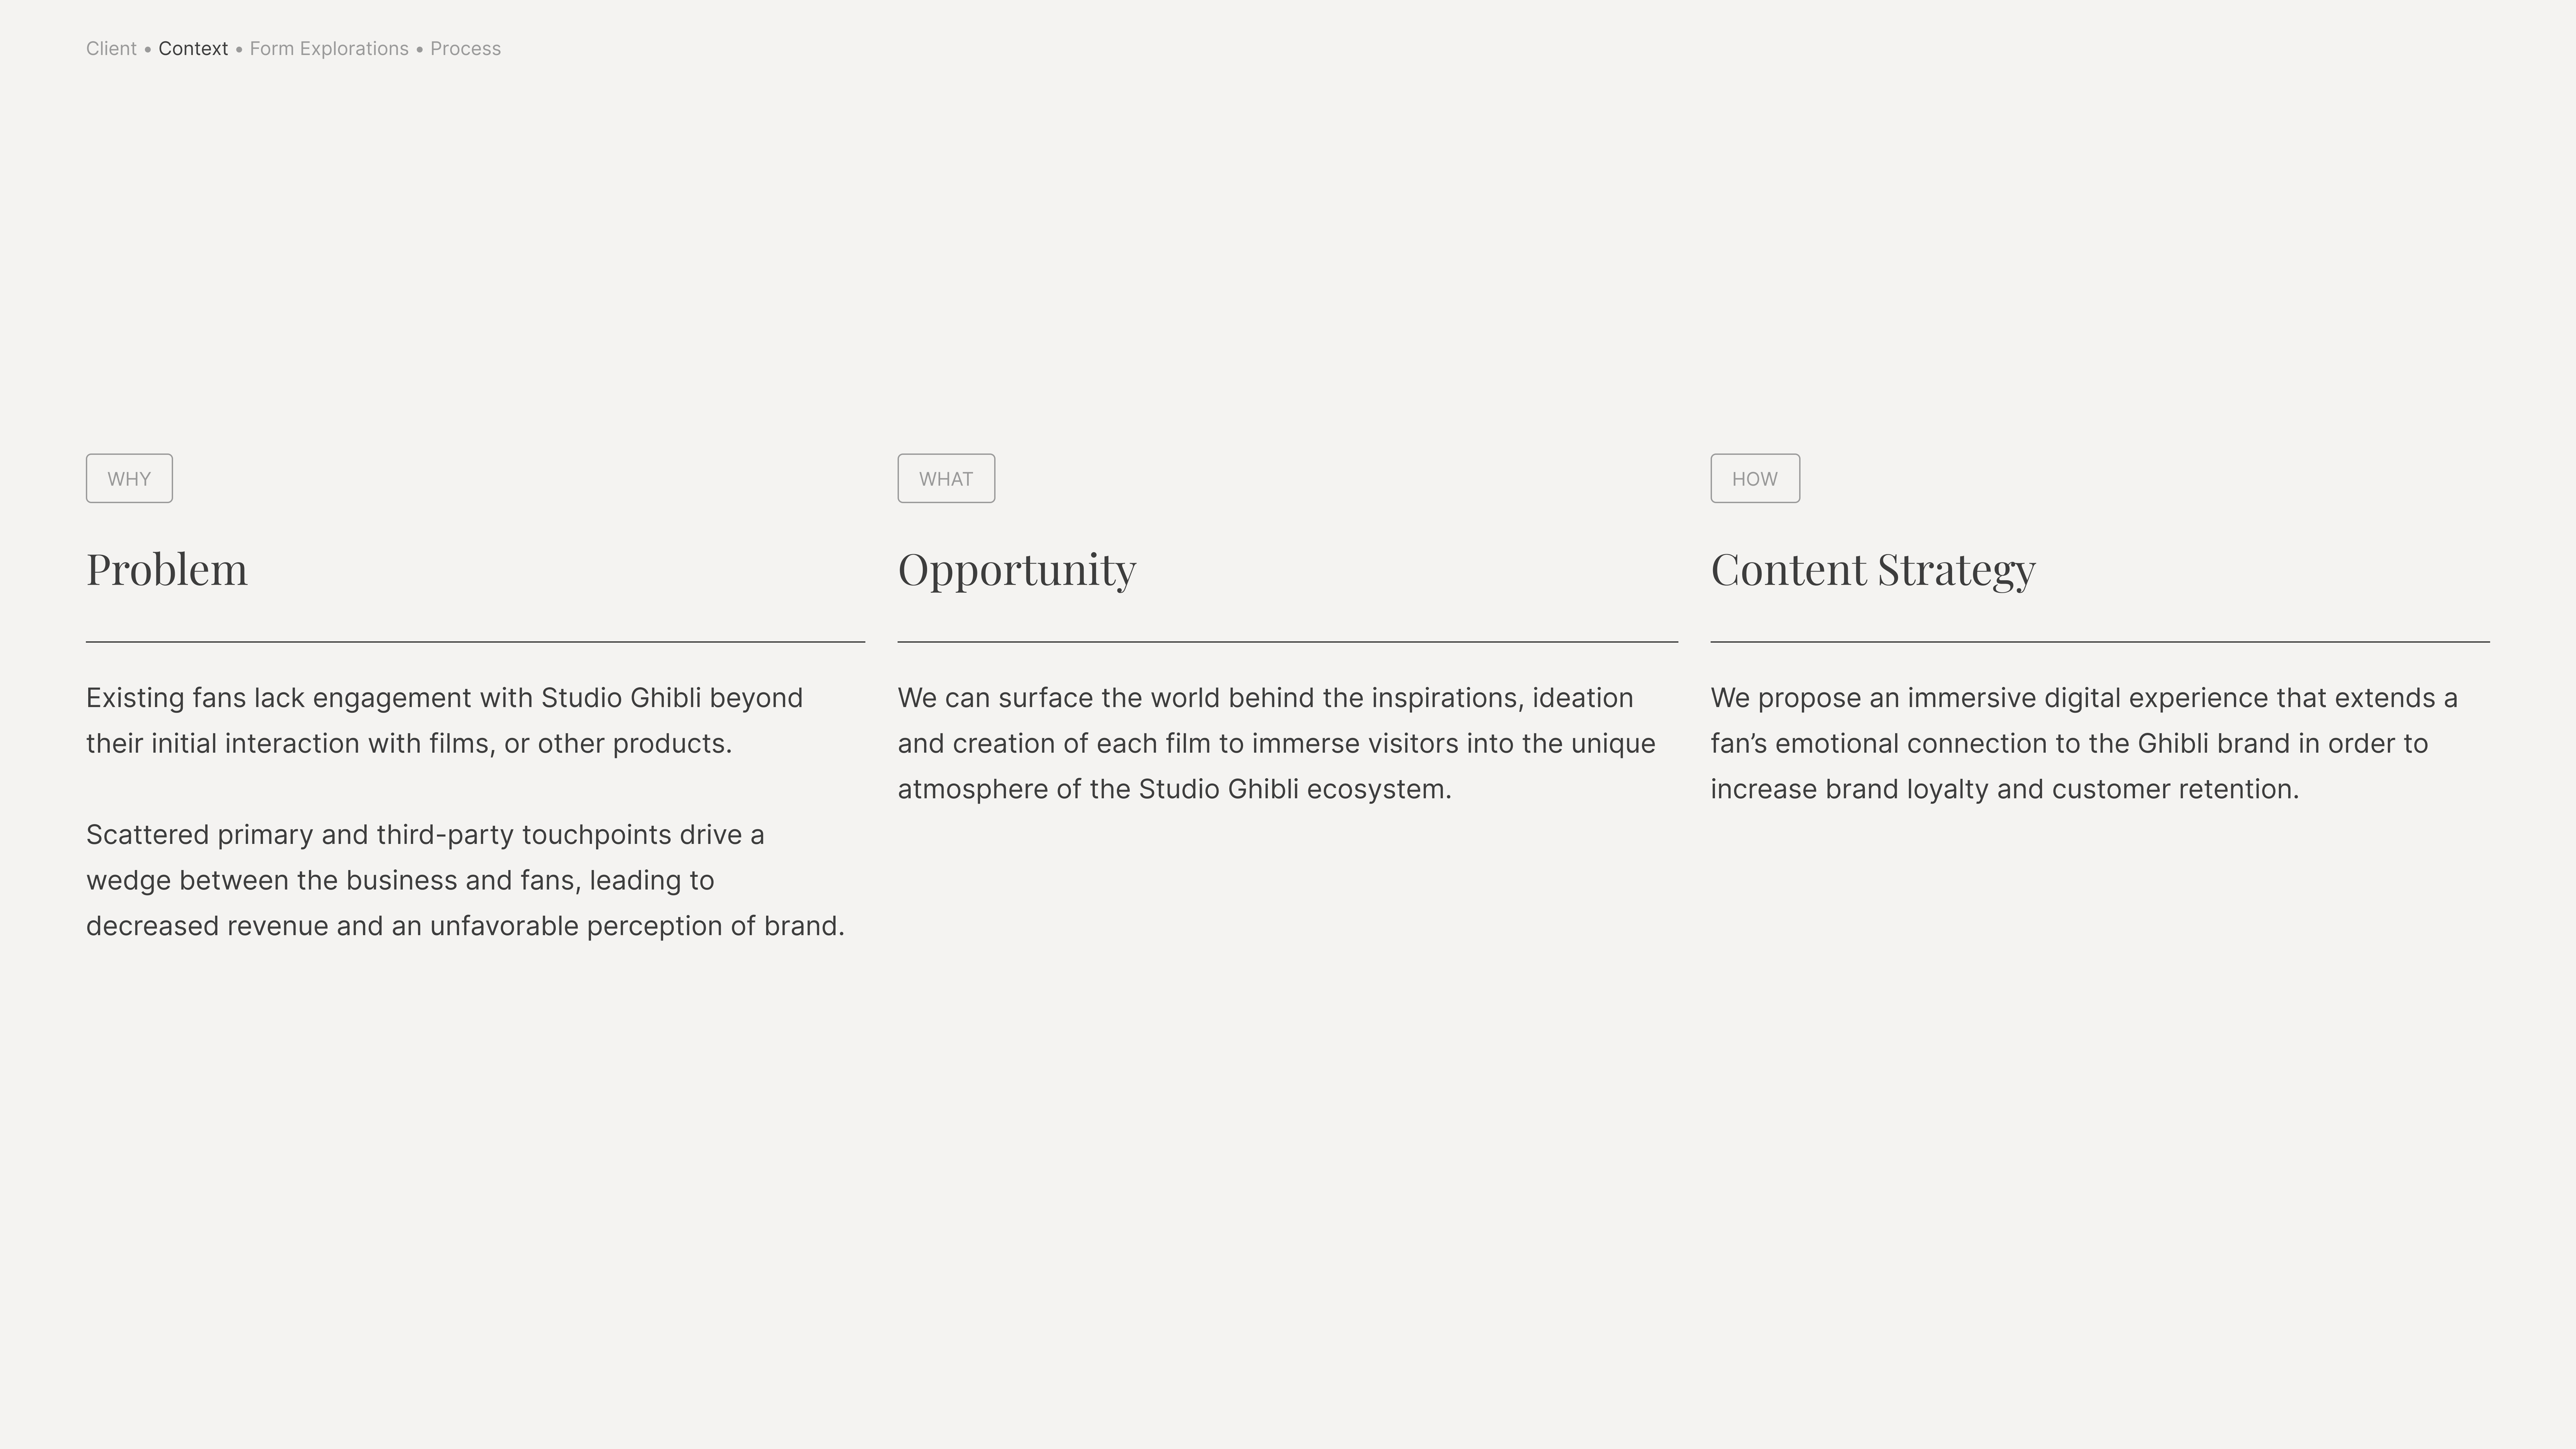 Client • Context • Form Explorations • Process
WHY
Problem
Existing fans lack engagement with Studio Ghibli beyond
their initial interaction with films, or other products.
Scattered primary and third-party touchpoints drive a
wedge between the business and fans, leading to
decreased revenue and an unfavorable perception of brand.
WHAT
Opportunity
We can surface the world behind the inspirations, ideation
and creation of each film to immerse visitors into the unique
atmosphere of the Studio Ghibli ecosystem.
HOW
Content Strategy
We propose an immersive digital experience that extends a
fan’s emotional connection to the Ghibli brand in order to
increase brand loyalty and customer retention.